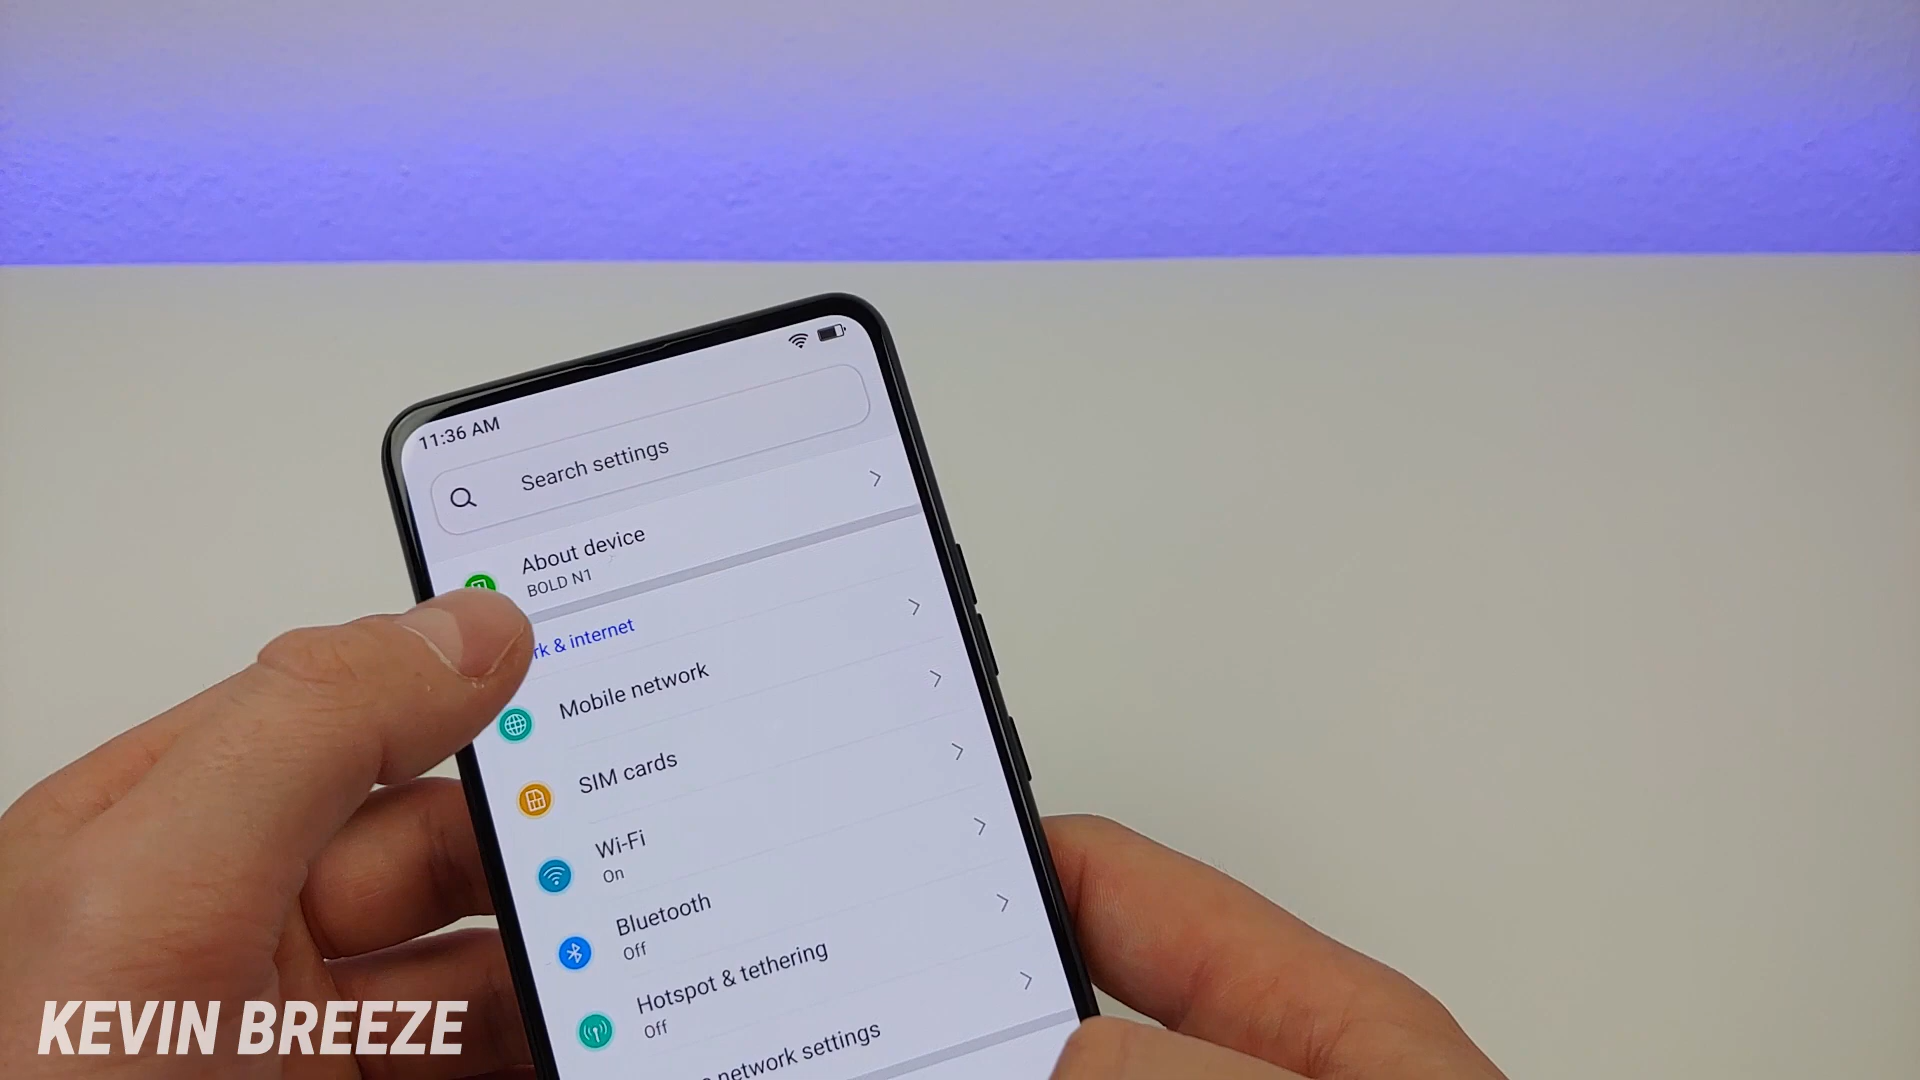 11:36 AM
Search settings
About device
BOLD N1
rk & internet
Mobile network
SIM cards
Wi-Fi
On
Bluetooth
Off
Hotspot & tethering
Off
network settings
KEVIN BREEZE